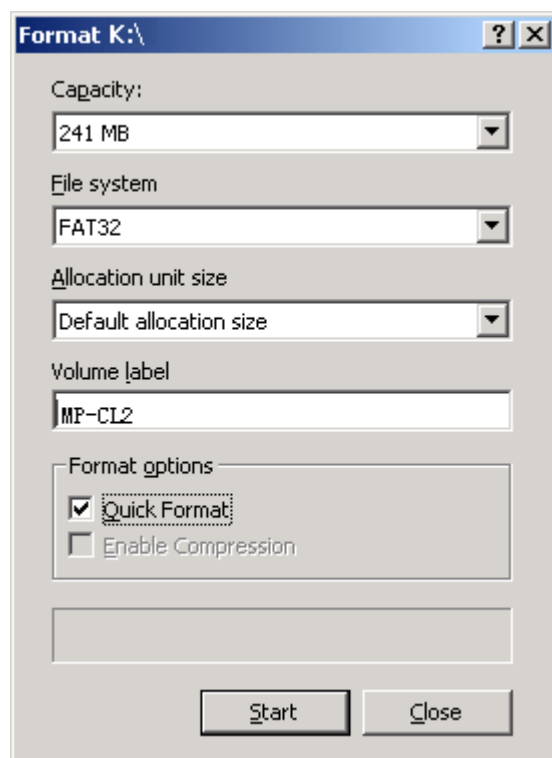 Format K:\
Capacity:
241 MB
File system
FAT32
Allocation unit size
Default allocation size
Volume label
MP-CL2
Format options
Quick Format
Enable Compression
Start Close